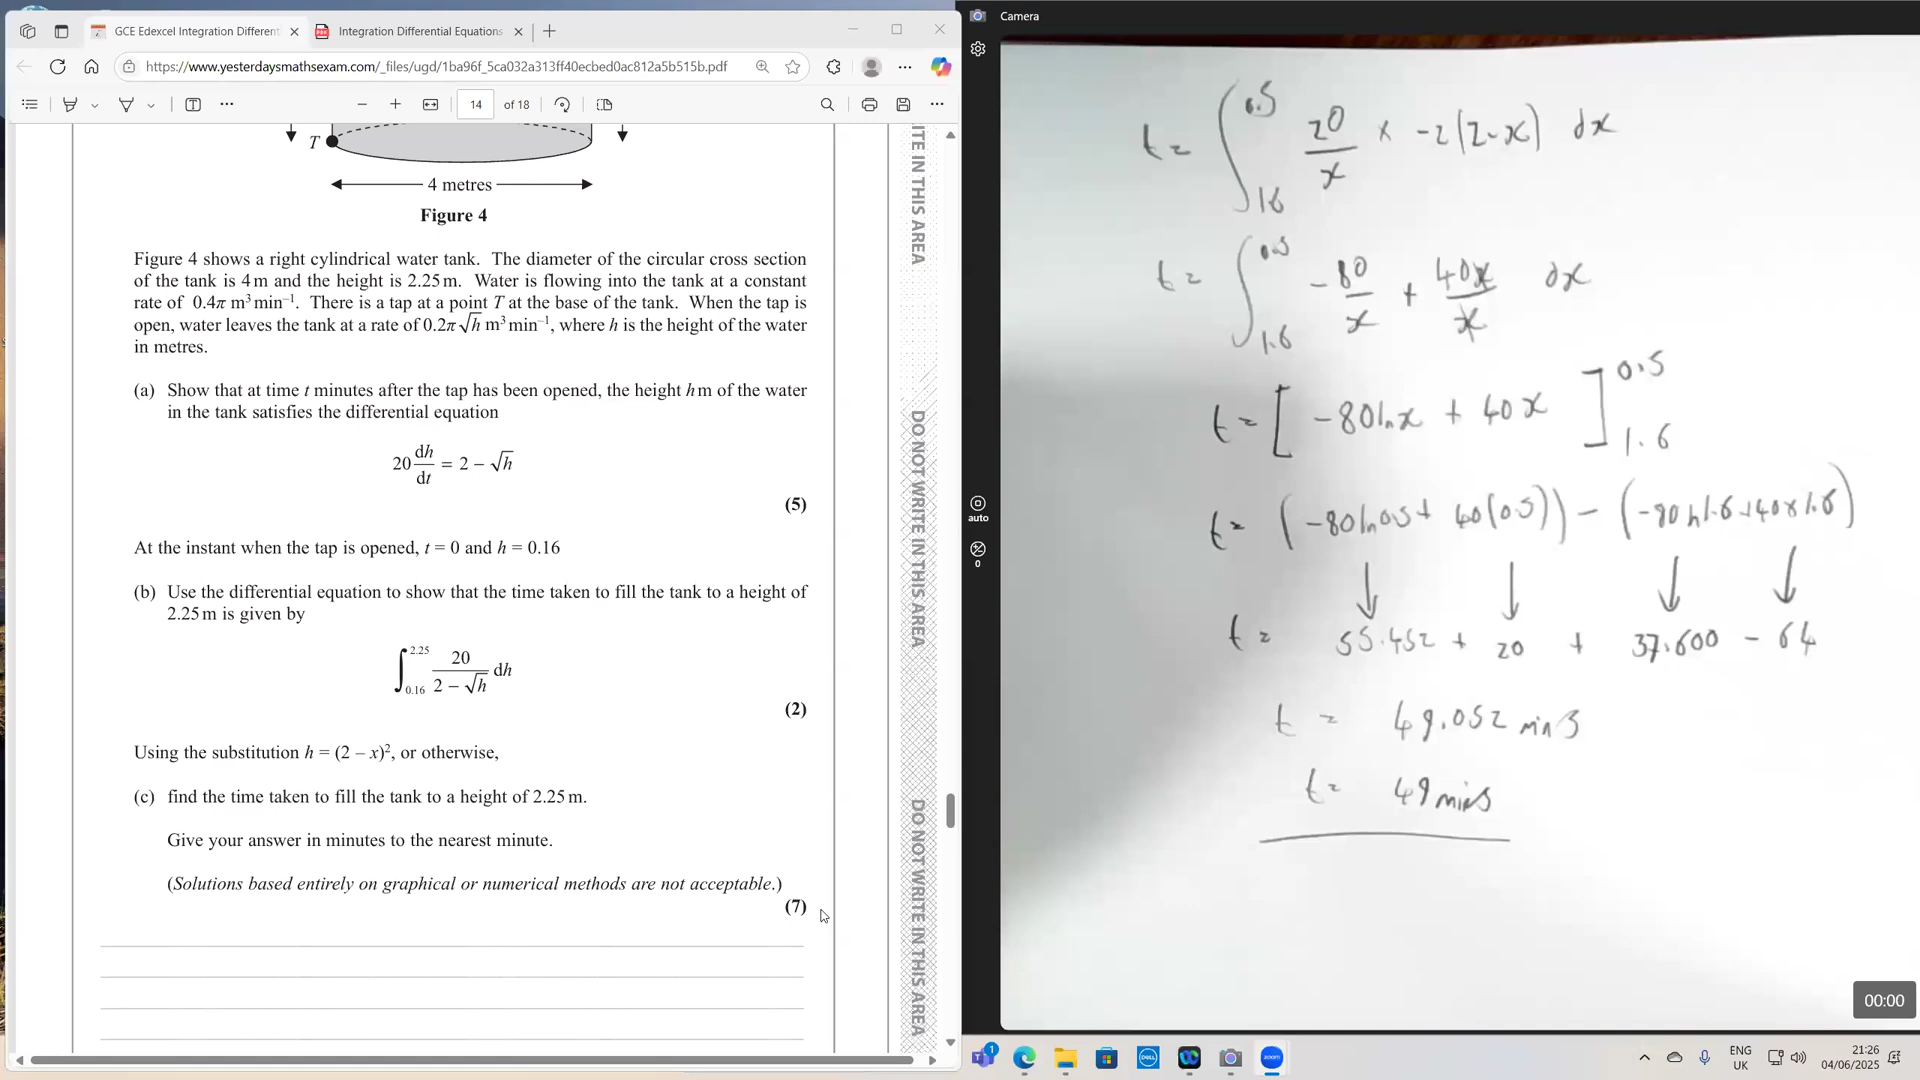 GCE Edexcel Integration Different
Integration Differential Equations
https://www.yesterdaysmathsexam.com/_files/ugd/1ba96f_5ca032a313ff40ecbed0ac812a5b515b.pdf
14 of 18
T
4 metres
Figure 4
Figure 4 shows a right cylindrical water tank. The diameter of the circular cross section
of the tank is 4 m and the height is 2.25 m. Water is flowing into the tank at a constant
rate of 0.4π m³ min⁻¹. There is a tap at a point T at the base of the tank. When the tap is
open, water leaves the tank at a rate of 0.2π√h m³ min⁻¹, where h is the height of the water
in metres.
(a) Show that at time t minutes after the tap has been opened, the height h m of the water
in the tank satisfies the differential equation
20 dh/dt = 2 − √h
(5)
At the instant when the tap is opened, t = 0 and h = 0.16
(b) Use the differential equation to show that the time taken to fill the tank to a height of
2.25 m is given by
∫_0.16^2.25 20/(2 − √h) dh
(2)
Using the substitution h = (2 – x)², or otherwise,
(c) find the time taken to fill the tank to a height of 2.25 m.
Give your answer in minutes to the nearest minute.
(Solutions based entirely on graphical or numerical methods are not acceptable.)
(7)
ITE IN THIS AREA
DO NOT WRITE IN THIS AREA
DO NOT WRITE IN THIS AREA
Camera
auto
0
t = ∫_1.6^0.5 20/x × -2(2-x) dx
t = ∫_1.6^0.5 -80/x + 40x/x dx
t = [ -80lnx + 40x ]_1.6^0.5
t = (-80ln0.5 + 40(0.5)) - (-80ln1.6+40×1.6)
t = 55.452 + 20 + 37.600 - 64
t = 49.052 mins
t = 49 mins
00:00
1
DELL
zoom
ENG
UK
21:26
04/06/2025